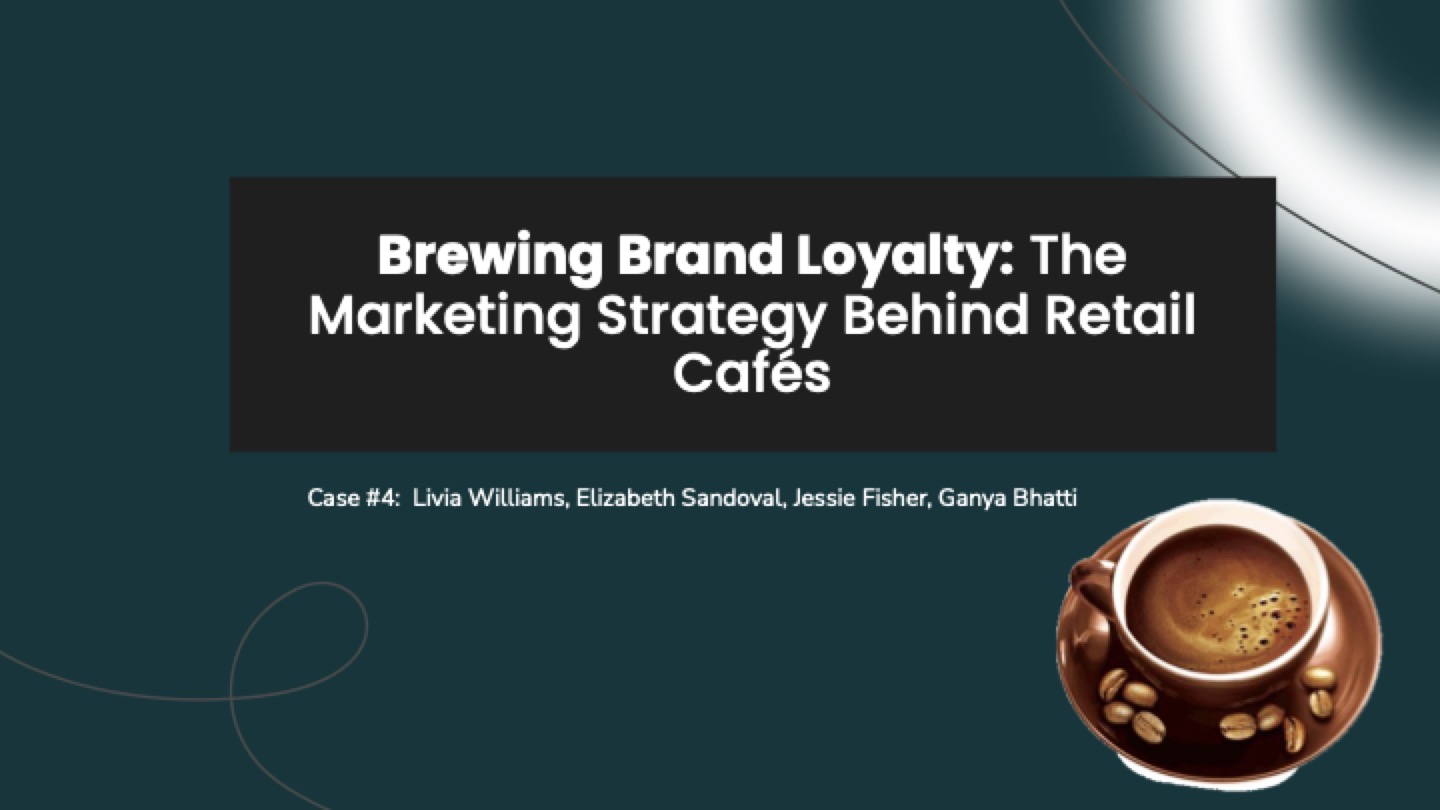 Brewing Brand Loyalty: The
Marketing Strategy Behind Retail
Cafés
Case #4:  Livia Williams, Elizabeth Sandoval, Jessie Fisher, Ganya Bhatti